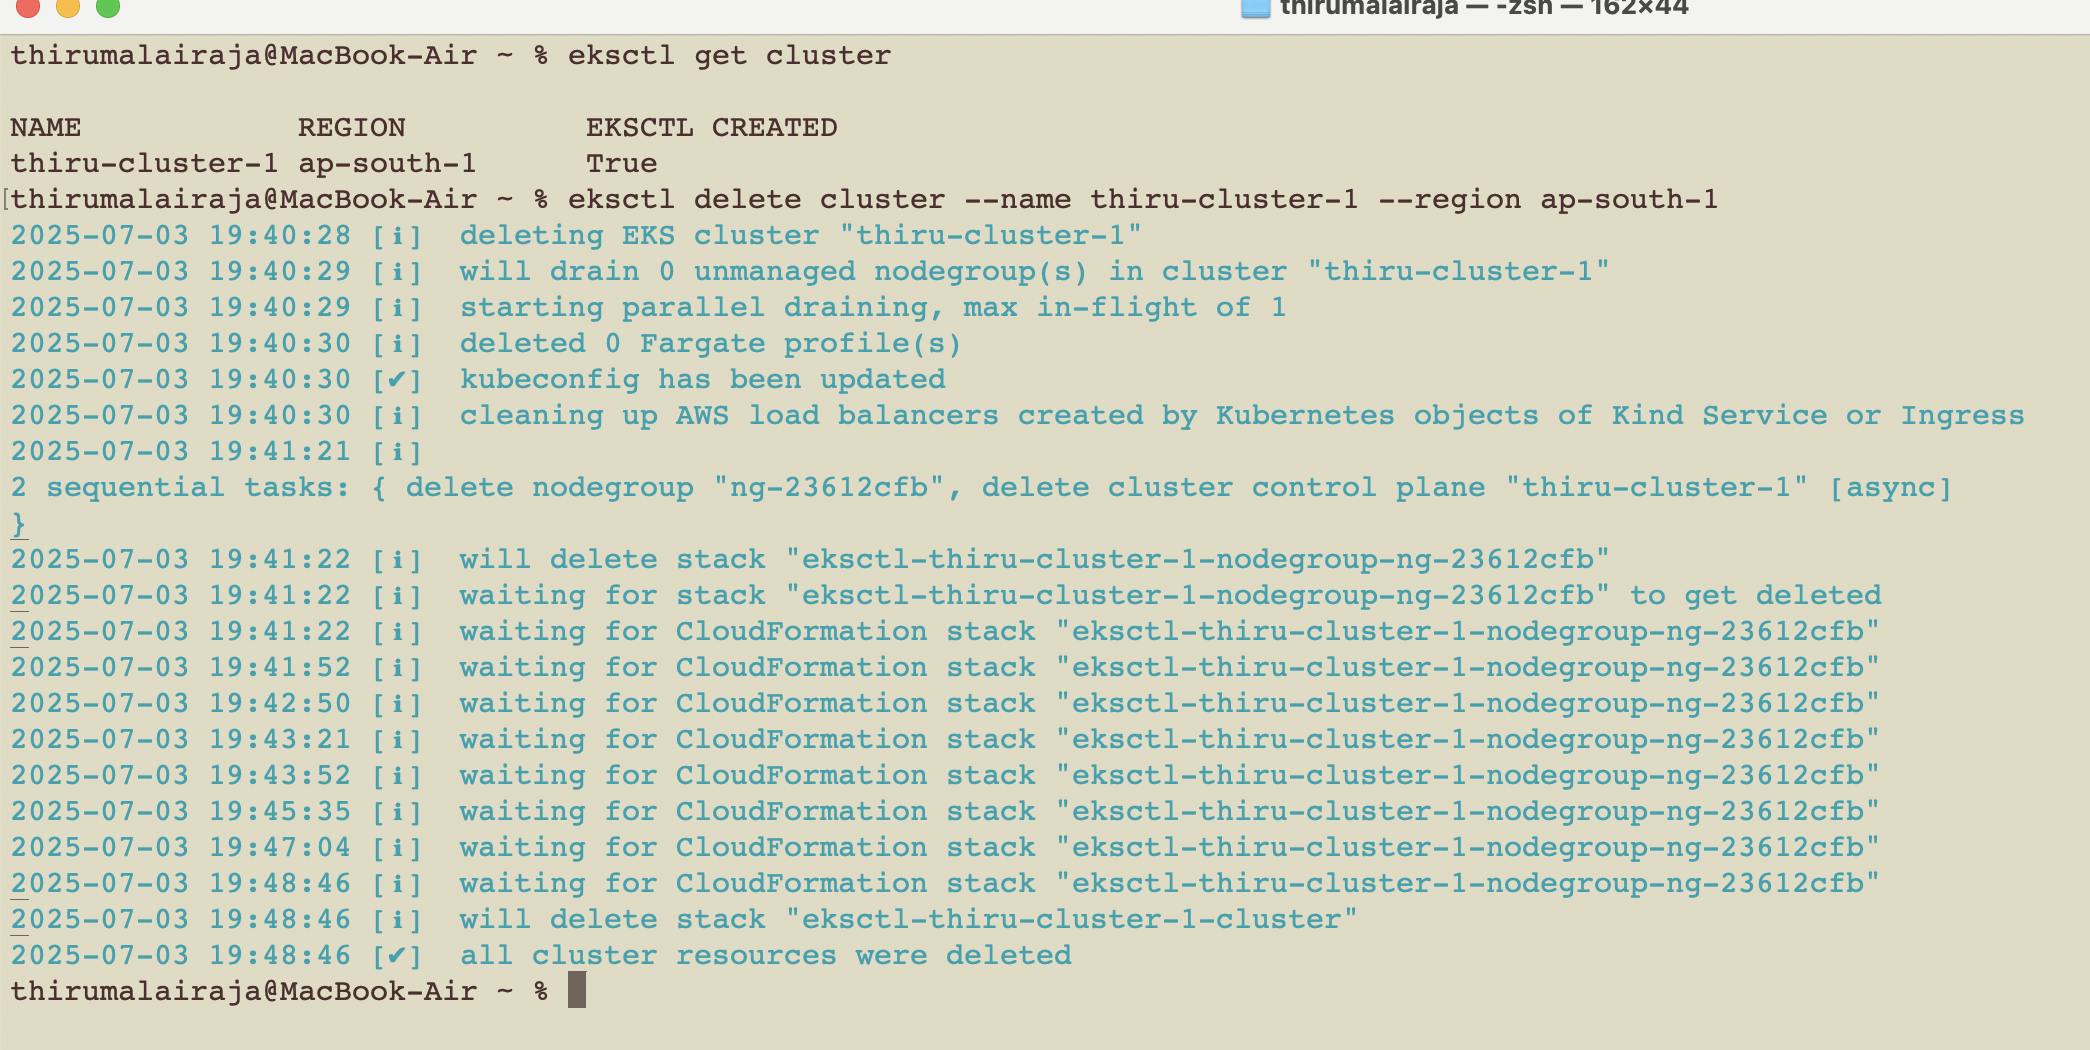 thirumalairaja — -zsh — 162×44
thirumalairaja@MacBook-Air ~ % eksctl get cluster
NAME REGION EKSCTL CREATED
thiru-cluster-1 ap-south-1 True
[thirumalairaja@MacBook-Air ~ % eksctl delete cluster --name thiru-cluster-1 --region ap-south-1
2025-07-03 19:40:28 [ℹ]  deleting EKS cluster "thiru-cluster-1"
2025-07-03 19:40:29 [ℹ]  will drain 0 unmanaged nodegroup(s) in cluster "thiru-cluster-1"
2025-07-03 19:40:29 [ℹ]  starting parallel draining, max in-flight of 1
2025-07-03 19:40:30 [ℹ]  deleted 0 Fargate profile(s)
2025-07-03 19:40:30 [✔]  kubeconfig has been updated
2025-07-03 19:40:30 [ℹ]  cleaning up AWS load balancers created by Kubernetes objects of Kind Service or Ingress
2025-07-03 19:41:21 [ℹ]
2 sequential tasks: { delete nodegroup "ng-23612cfb", delete cluster control plane "thiru-cluster-1" [async]
}
2025-07-03 19:41:22 [ℹ]  will delete stack "eksctl-thiru-cluster-1-nodegroup-ng-23612cfb"
2025-07-03 19:41:22 [ℹ]  waiting for stack "eksctl-thiru-cluster-1-nodegroup-ng-23612cfb" to get deleted
2025-07-03 19:41:22 [ℹ]  waiting for CloudFormation stack "eksctl-thiru-cluster-1-nodegroup-ng-23612cfb"
2025-07-03 19:41:52 [ℹ]  waiting for CloudFormation stack "eksctl-thiru-cluster-1-nodegroup-ng-23612cfb"
2025-07-03 19:42:50 [ℹ]  waiting for CloudFormation stack "eksctl-thiru-cluster-1-nodegroup-ng-23612cfb"
2025-07-03 19:43:21 [ℹ]  waiting for CloudFormation stack "eksctl-thiru-cluster-1-nodegroup-ng-23612cfb"
2025-07-03 19:43:52 [ℹ]  waiting for CloudFormation stack "eksctl-thiru-cluster-1-nodegroup-ng-23612cfb"
2025-07-03 19:45:35 [ℹ]  waiting for CloudFormation stack "eksctl-thiru-cluster-1-nodegroup-ng-23612cfb"
2025-07-03 19:47:04 [ℹ]  waiting for CloudFormation stack "eksctl-thiru-cluster-1-nodegroup-ng-23612cfb"
2025-07-03 19:48:46 [ℹ]  waiting for CloudFormation stack "eksctl-thiru-cluster-1-nodegroup-ng-23612cfb"
2025-07-03 19:48:46 [ℹ]  will delete stack "eksctl-thiru-cluster-1-cluster"
2025-07-03 19:48:46 [✔]  all cluster resources were deleted
thirumalairaja@MacBook-Air ~ %